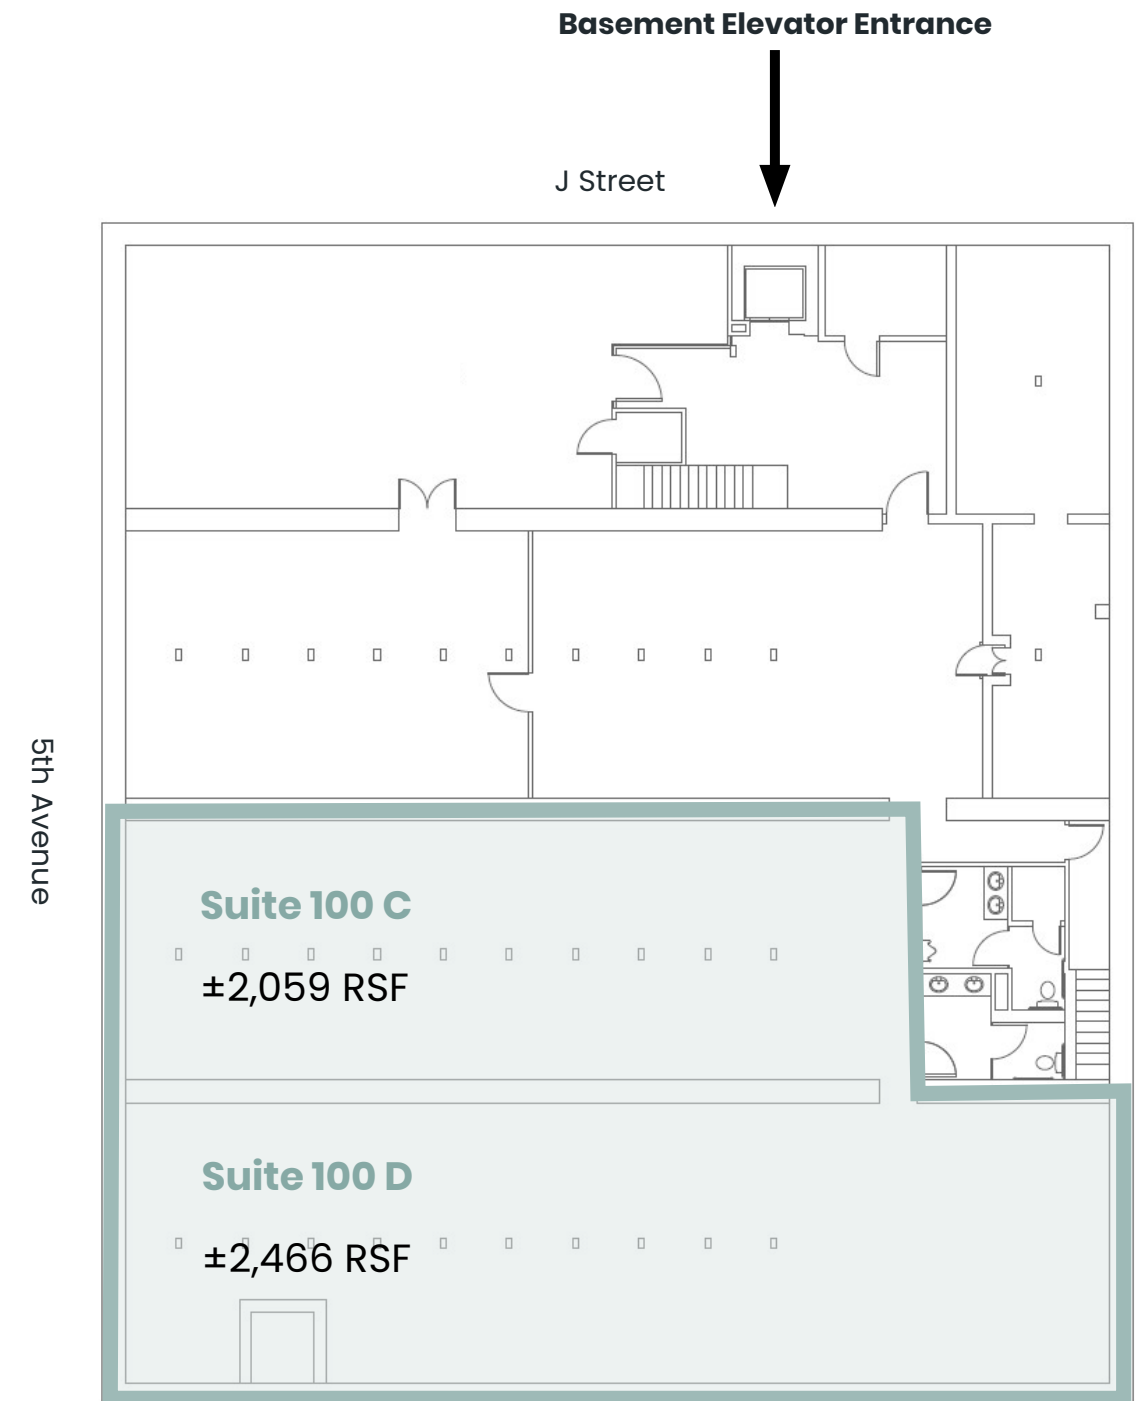 Basement Elevator Entrance
J Street
5th Avenue
Suite 100 C
±2,059 RSF
Suite 100 D
±2,466 RSF